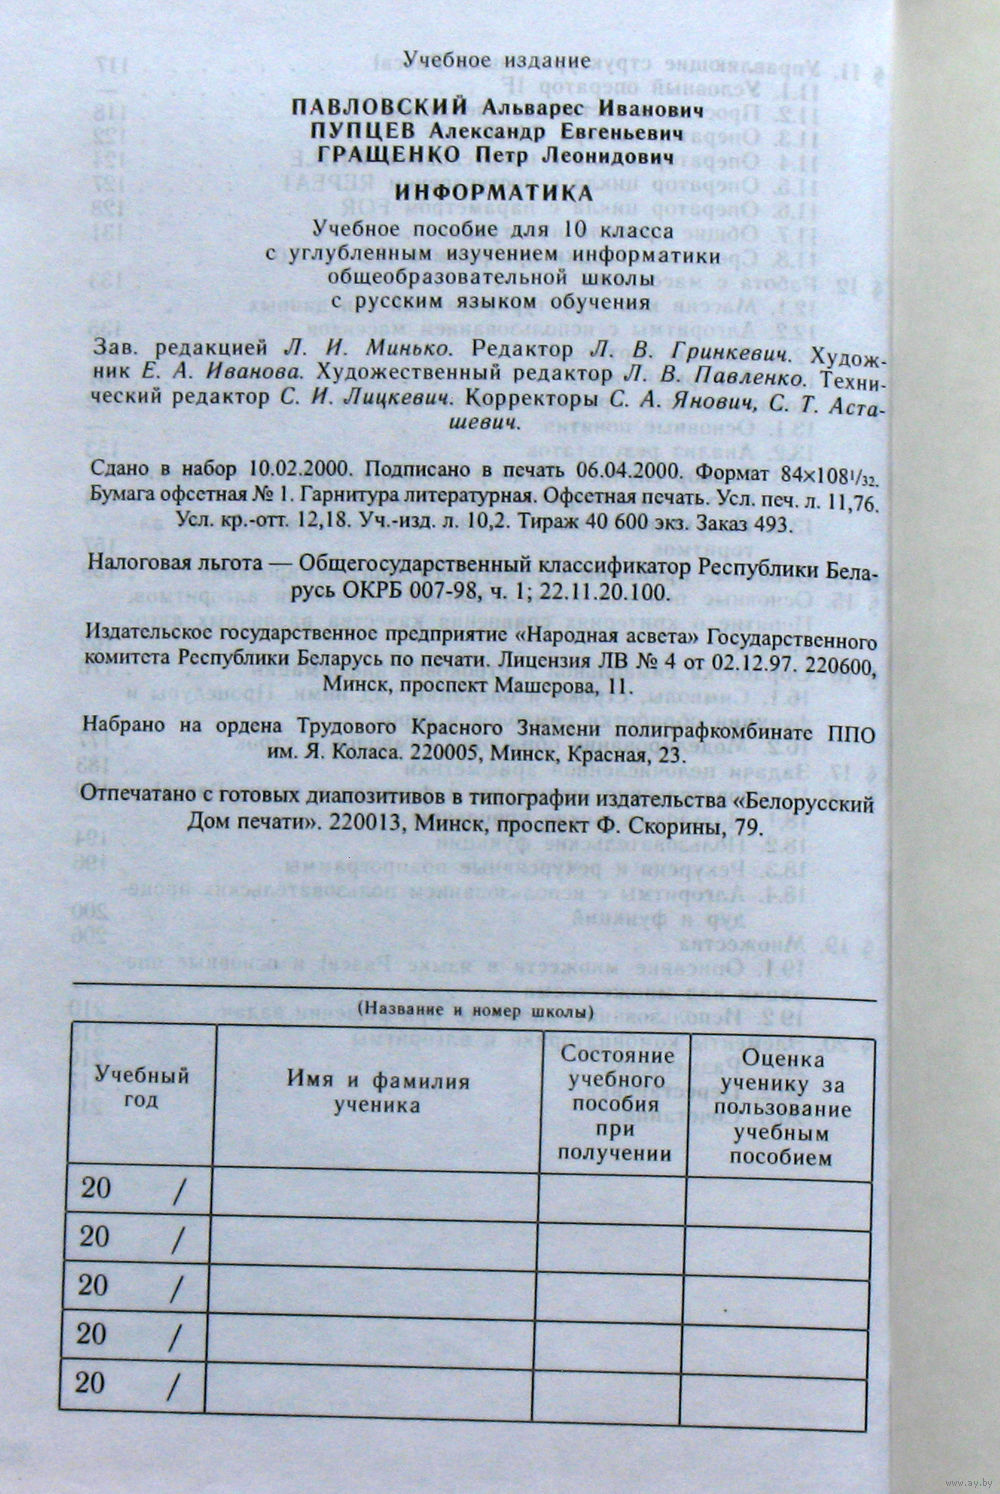 Учебное издание
ПАВЛОВСКИЙ Альварес Иванович
ПУПЦЕВ Александр Евгеньевич
ГРАЩЕНКО Петр Леонидович
ИНФОРМАТИКА
Учебное пособие для 10 класса
с углубленным изучением информатики
общеобразовательной школы
с русским языком обучения
Зав. редакцией Л. И. Минько. Редактор Л. В. Гринкевич. Худож-
ник Е. А. Иванова. Художественный редактор Л. В. Павленко. Техни-
ческий редактор С. И. Лицкевич. Корректоры С. А. Янович, С. Т. Аста-
шевич.
Сдано в набор 10.02.2000. Подписано в печать 06.04.2000. Формат 84×108 1/32.
Бумага офсетная № 1. Гарнитура литературная. Офсетная печать. Усл. печ. л. 11,76.
Усл. кр.-отт. 12,18. Уч.-изд. л. 10,2. Тираж 40 600 экз. Заказ 493.
Налоговая льгота — Общегосударственный классификатор Республики Бела-
русь ОКРБ 007-98, ч. 1; 22.11.20.100.
Издательское государственное предприятие «Народная асвета» Государственного
комитета Республики Беларусь по печати. Лицензия ЛВ № 4 от 02.12.97. 220600,
Минск, проспект Машерова, 11.
Набрано на ордена Трудового Красного Знамени полиграфкомбинате ППО
им. Я. Коласа. 220005, Минск, Красная, 23.
Отпечатано с готовых диапозитивов в типографии издательства «Белорусский
Дом печати». 220013, Минск, проспект Ф. Скорины, 79.
(Название и номер школы)
Учебный
год
Имя и фамилия
ученика
Состояние
учебного
пособия
при
получении
Оценка
ученику за
пользование
учебным
пособием
20 /
20 /
20 /
20 /
20 /
www.ay.by